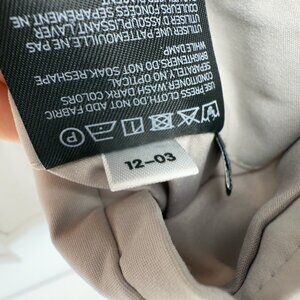 USE PRESS CLOTH.DO NOT ADD FABRIC
CONDITIONER.WASH DARK COLORS
SEPARATELY.NO OPTICAL
BRIGHTENERS DO NOT SOAK RESHAPE
WHILE DAMP
UTILISER UNE PATTEMOUILLE NE PAS
UTILISER D'ASSOUPLISSANT LAVER
P
12-03